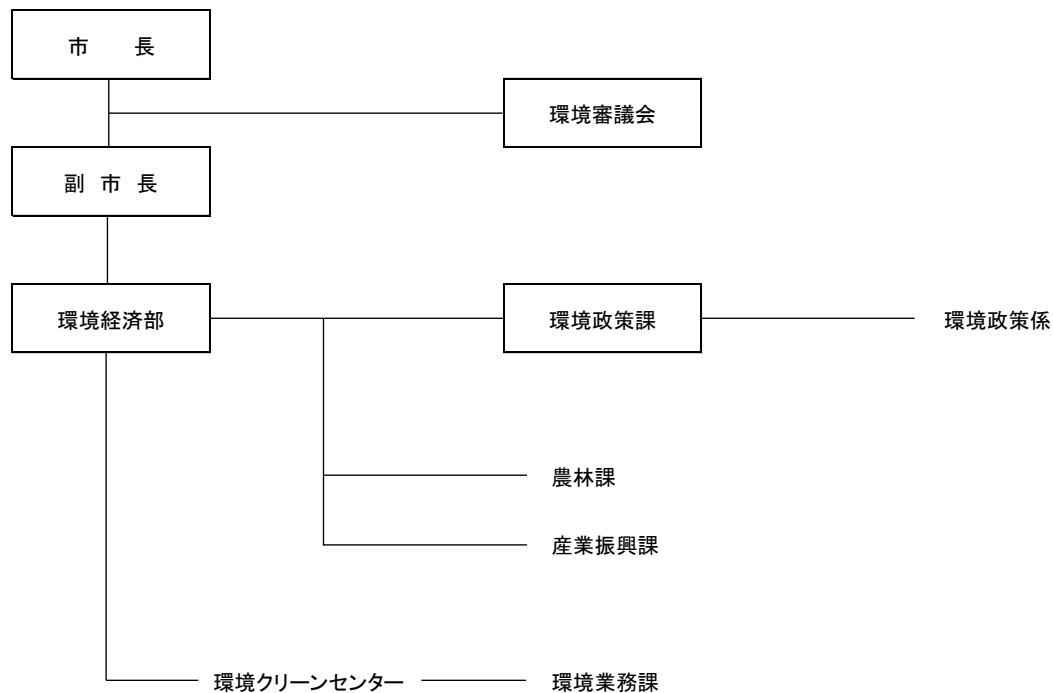 市　　長
環境審議会
副 市 長
環境経済部
環境政策課
環境政策係
農林課
産業振興課
環境クリーンセンター
環境業務課